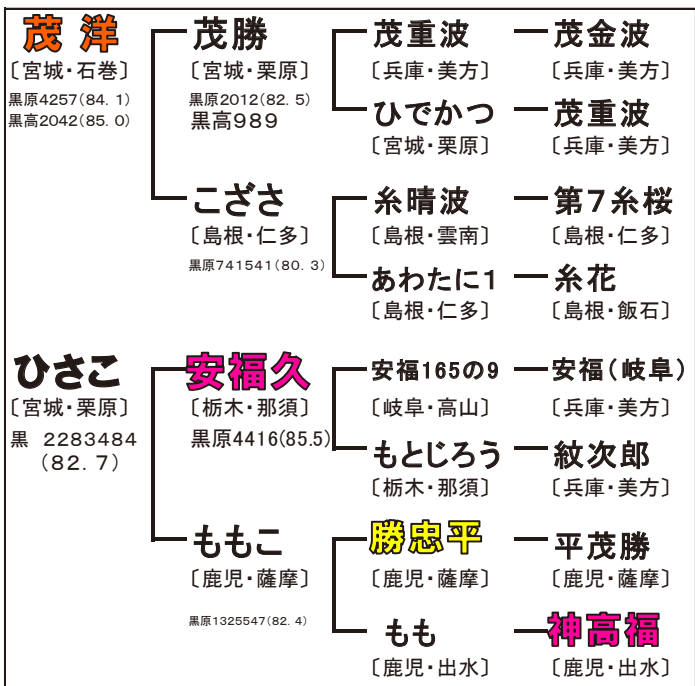 茂洋
〔宮城・石巻〕
黒原4257(84.1)
黒高2042(85.0)
茂勝
〔宮城・栗原〕
黒原2012(82.5)
黒高989
茂重波
〔兵庫・美方〕
茂金波
〔兵庫・美方〕
ひでかつ
〔宮城・栗原〕
茂重波
〔兵庫・美方〕
こざさ
〔島根・仁多〕
黒原741541(80.3)
糸晴波
〔島根・雲南〕
第7糸桜
〔島根・仁多〕
あわたに1
〔島根・仁多〕
糸花
〔島根・飯石〕
ひさこ
〔宮城・栗原〕
黒 2283484
(82.7)
安福久
〔栃木・那須〕
黒原4416(85.5)
安福165の9
〔岐阜・高山〕
安福(岐阜)
〔兵庫・美方〕
もとじろう
〔栃木・那須〕
紋次郎
〔兵庫・美方〕
ももこ
〔鹿児・薩摩〕
黒原1325547(82.4)
勝忠平
〔鹿児・薩摩〕
平茂勝
〔鹿児・薩摩〕
もも
〔鹿児・出水〕
神高福
〔鹿児・出水〕